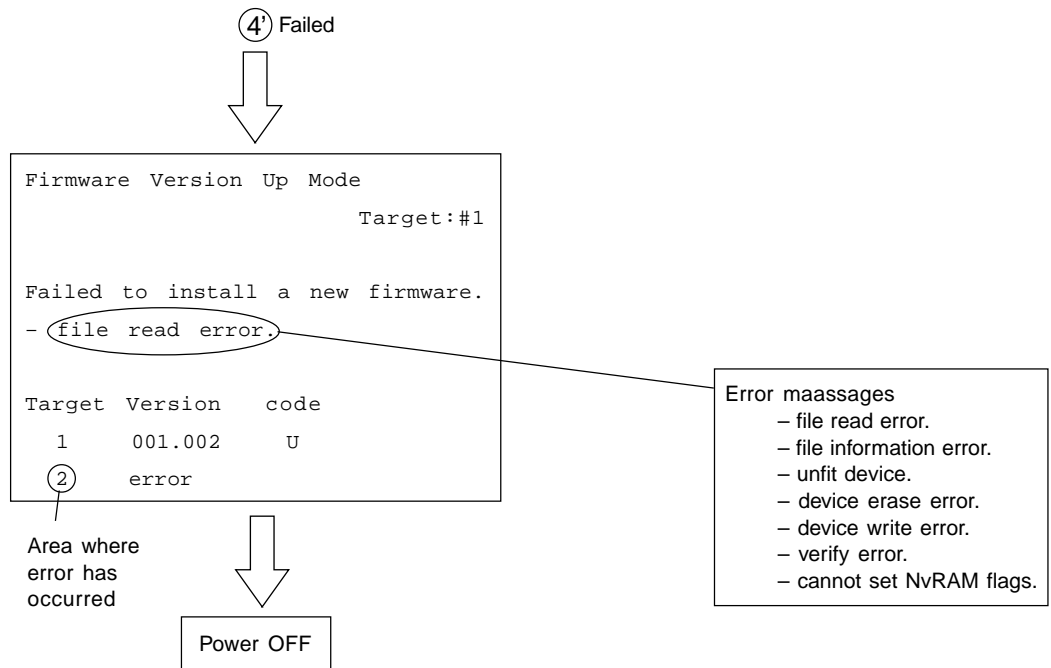 4’ Failed
Firmware Version Up Mode
Target:#1
Failed to install a new firmware.
– file read error.
Target Version code
1 001.002 U
2 error
Area where
error has
occurred
Power OFF
Error maassages
– file read error.
– file information error.
– unfit device.
– device erase error.
– device write error.
– verify error.
– cannot set NvRAM flags.